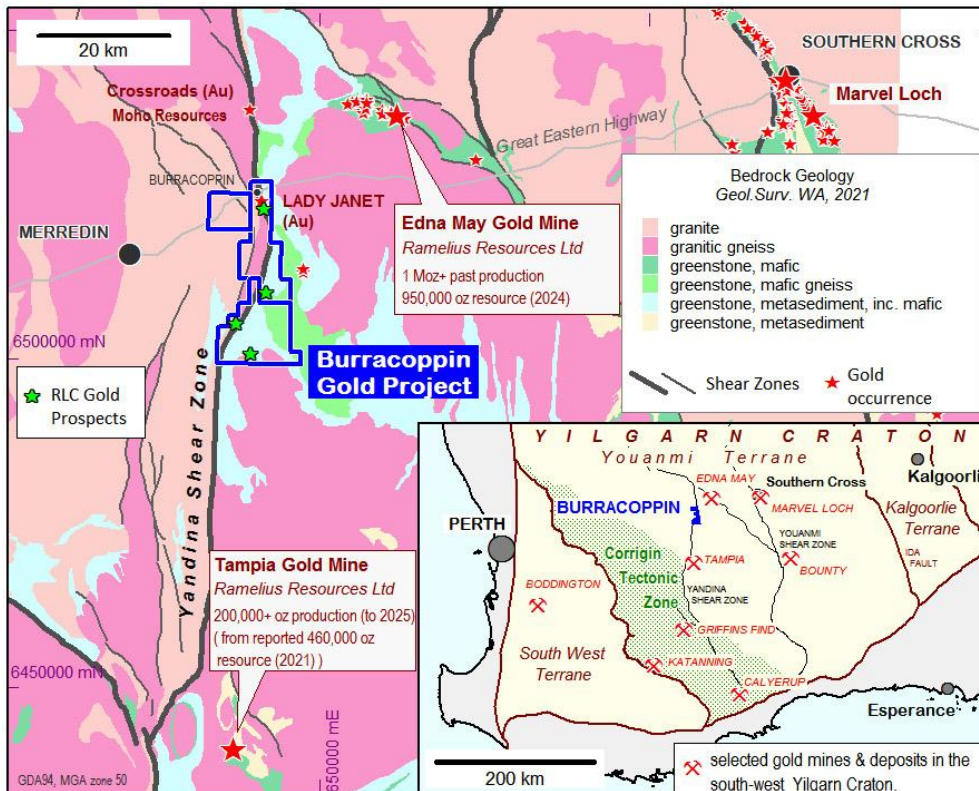 20 km
SOUTHERN CROSS
Crossroads (Au)
Moho Resources
Marvel Loch
Great Eastern Highway
BURRACOPPIN
LADY JANET
(Au)
MERREDIN
Edna May Gold Mine
Ramelius Resources Ltd
1 Moz+ past production
950,000 oz resource (2024)
Bedrock Geology
Geol.Surv. WA, 2021
granite
granitic gneiss
greenstone, mafic
greenstone, mafic gneiss
greenstone, metasediment, inc. mafic
greenstone, metasediment
Shear Zones
Gold
occurrence
6500000 mN
RLC Gold
Prospects
Burracoppin
Gold Project
Yandina Shear Zone
Tampia Gold Mine
Ramelius Resources Ltd
200,000+ oz production (to 2025)
( from reported 460,000 oz
resource (2021) )
6450000 mN
650000 mE
GDA94, MGA zone 50
YILGARN CRATON
Youanmi Terrane
Kalgoorli
EDNA MAY
Southern Cross
MARVEL LOCH
BURRACOPPIN
PERTH
Kalgoorlie
Terrane
YOUANMI
SHEAR ZONE
IDA
FAULT
Corrigin
Tectonic
Zone
TAMPIA
BOUNTY
BODDINGTON
YANDINA
SHEAR ZONE
GRIFFINS FIND
South West
Terrane
KATANNING
CALYERUP
Esperance
200 km
selected gold mines & deposits in the
south-west Yilgarn Craton.